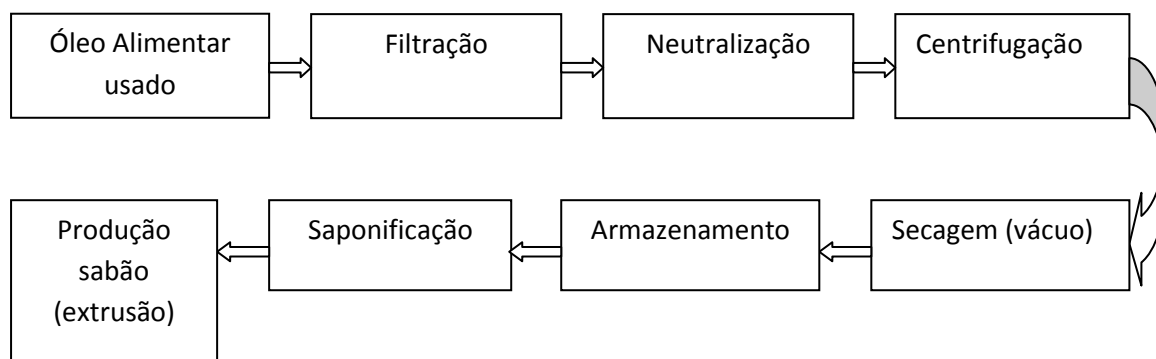 Óleo Alimentar
usado
Filtração
Neutralização
Centrifugação
Secagem (vácuo)
Armazenamento
Saponificação
Produção
sabão
(extrusão)